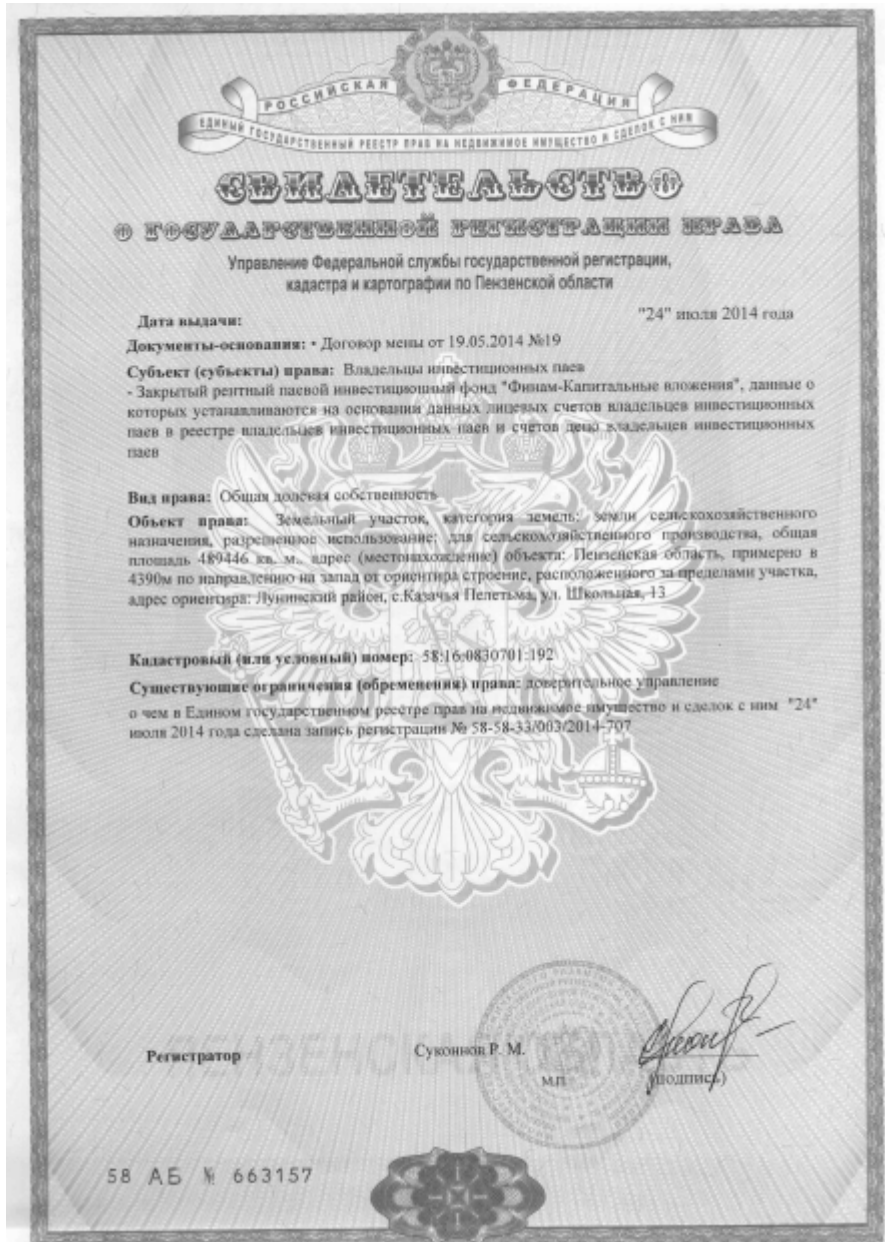 РОССИЙСКАЯ ФЕДЕРАЦИЯ
ЕДИНЫЙ ГОСУДАРСТВЕННЫЙ РЕЕСТР ПРАВ НА НЕДВИЖИМОЕ ИМУЩЕСТВО И СДЕЛОК С НИМ
СВИДЕТЕЛЬСТВО
О ГОСУДАРСТВЕННОЙ РЕГИСТРАЦИИ ПРАВА
Управление Федеральной службы государственной регистрации,
кадастра и картографии по Пензенской области
Дата выдачи: "24" июля 2014 года
Документы-основания: • Договор мены от 19.05.2014 №19
Субъект (субъекты) права: Владельцы инвестиционных паев
- Закрытый рентный паевой инвестиционный фонд "Финам-Капитальные вложения", данные о
которых устанавливаются на основании данных лицевых счетов владельцев инвестиционных
паев в реестре владельцев инвестиционных паев и счетов депо владельцев инвестиционных
паев
Вид права: Общая долевая собственность
Объект права: Земельный участок, категория земель: земли сельскохозяйственного
назначения, разрешенное использование: для сельскохозяйственного производства, общая
площадь 489446 кв. м., адрес (местонахождение) объекта: Пензенская область, примерно в
4390м по направлению на запад от ориентира строение, расположенного за пределами участка,
адрес ориентира: Лунинский район, с.Казачья Пелетьма, ул. Школьная, 13
Кадастровый (или условный) номер: 58:16:0830701:192
Существующие ограничения (обременения) права: доверительное управление
о чем в Едином государственном реестре прав на недвижимое имущество и сделок с ним "24"
июля 2014 года сделана запись регистрации № 58-58-33/003/2014-707
Регистратор Суконнов Р. М.
М.П. (подпись)
58 АБ № 663157